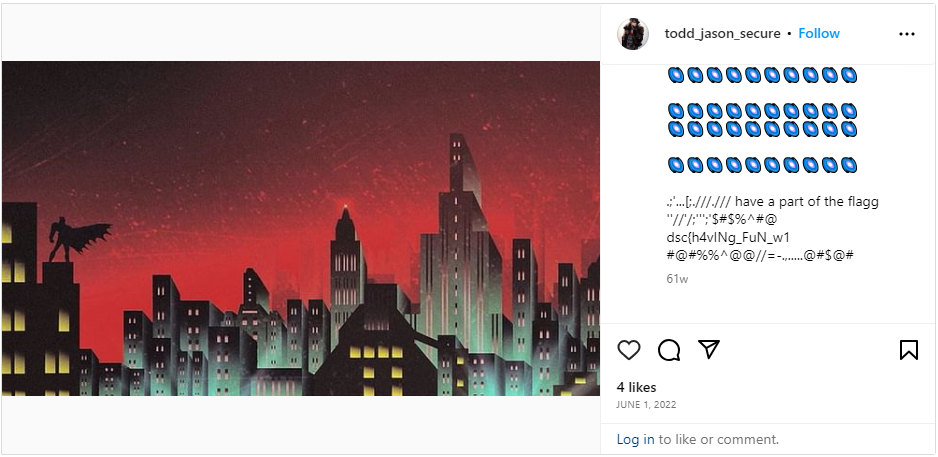 todd_jason_secure • Follow
.;'...[;.///./// have a part of the flagg
''//'/;''';'$#$%^#@
dsc{h4vINg_FuN_w1
#@#%%^@@//=-.,.....@#$@#
61w
4 likes
JUNE 1, 2022
Log in to like or comment.